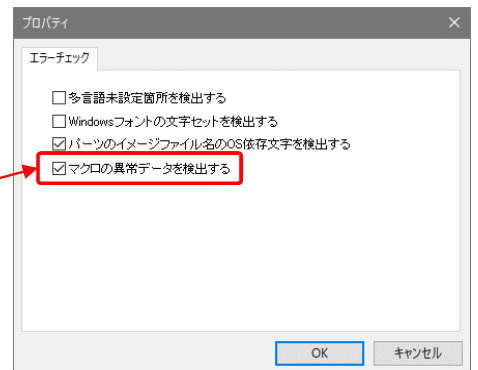 プロパティ
エラーチェック
多言語未設定箇所を検出する
Windowsフォントの文字セットを検出する
パーツのイメージファイル名のOS依存文字を検出する
マクロの異常データを検出する
OK
キャンセル